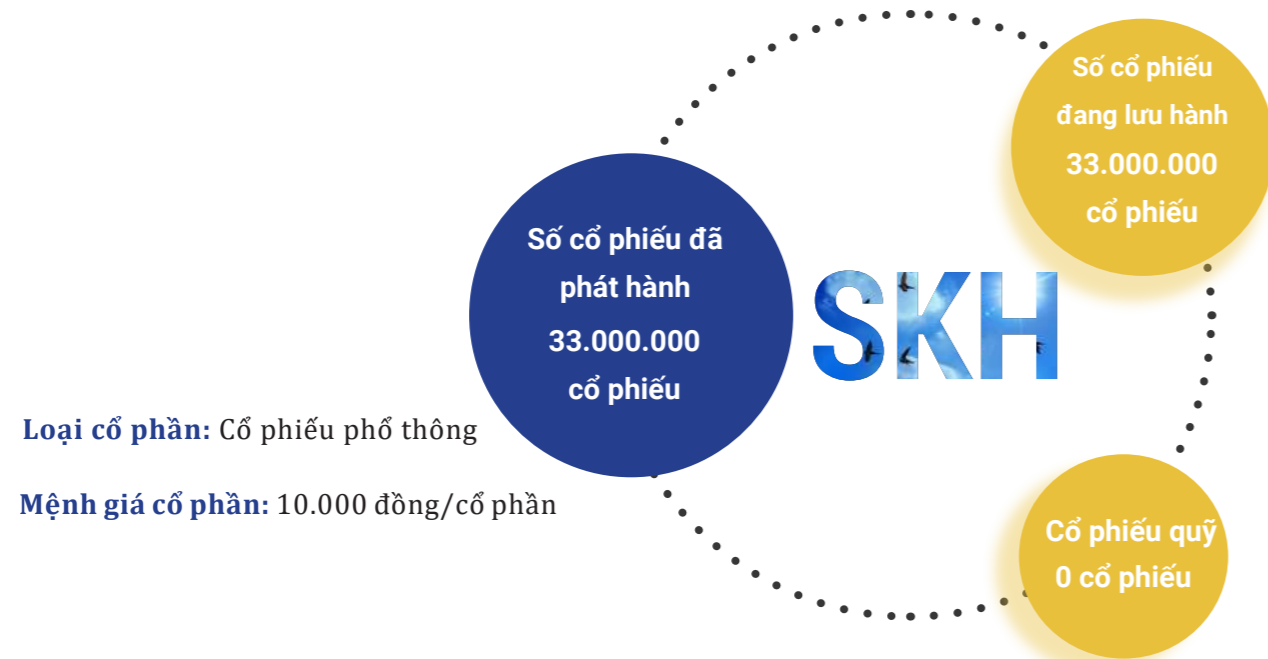 Số cổ phiếu
đang lưu hành
33.000.000
cổ phiếu
Số cổ phiếu đã
phát hành
33.000.000
cổ phiếu
SKH
Loại cổ phần: Cổ phiếu phổ thông
Mệnh giá cổ phần: 10.000 đồng/cổ phần
Cổ phiếu quỹ
0 cổ phiếu